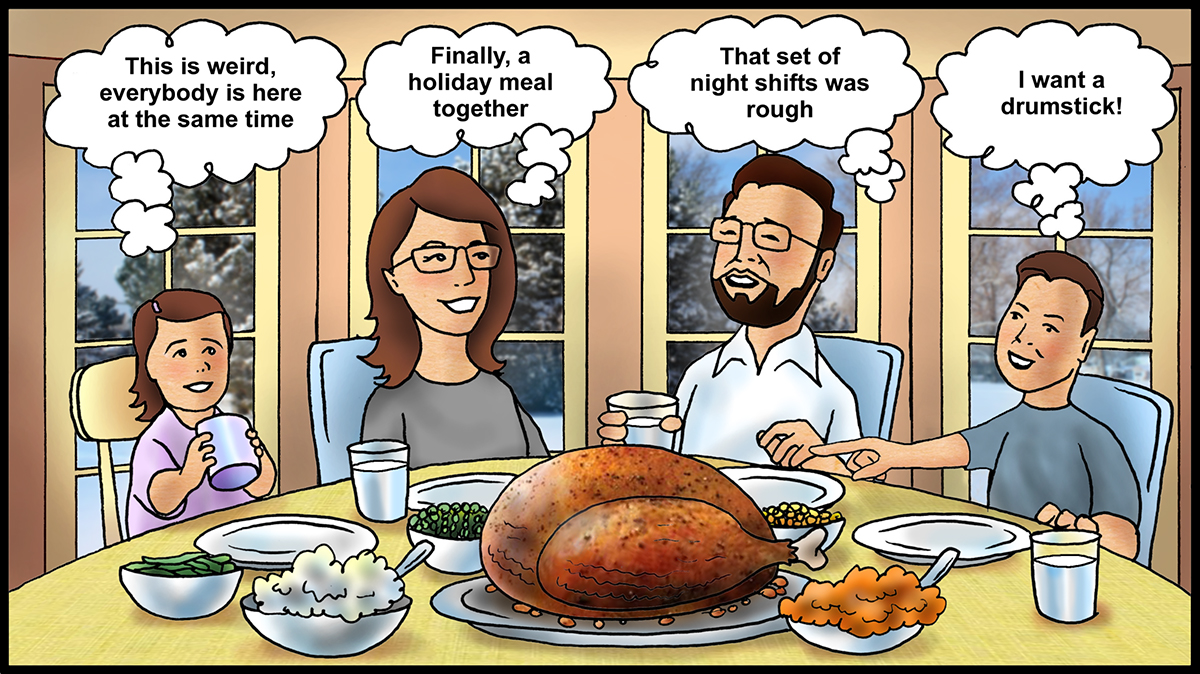 This is weird,
everybody is here
at the same time
Finally, a
holiday meal
together
That set of
night shifts was
rough
I want a
drumstick!